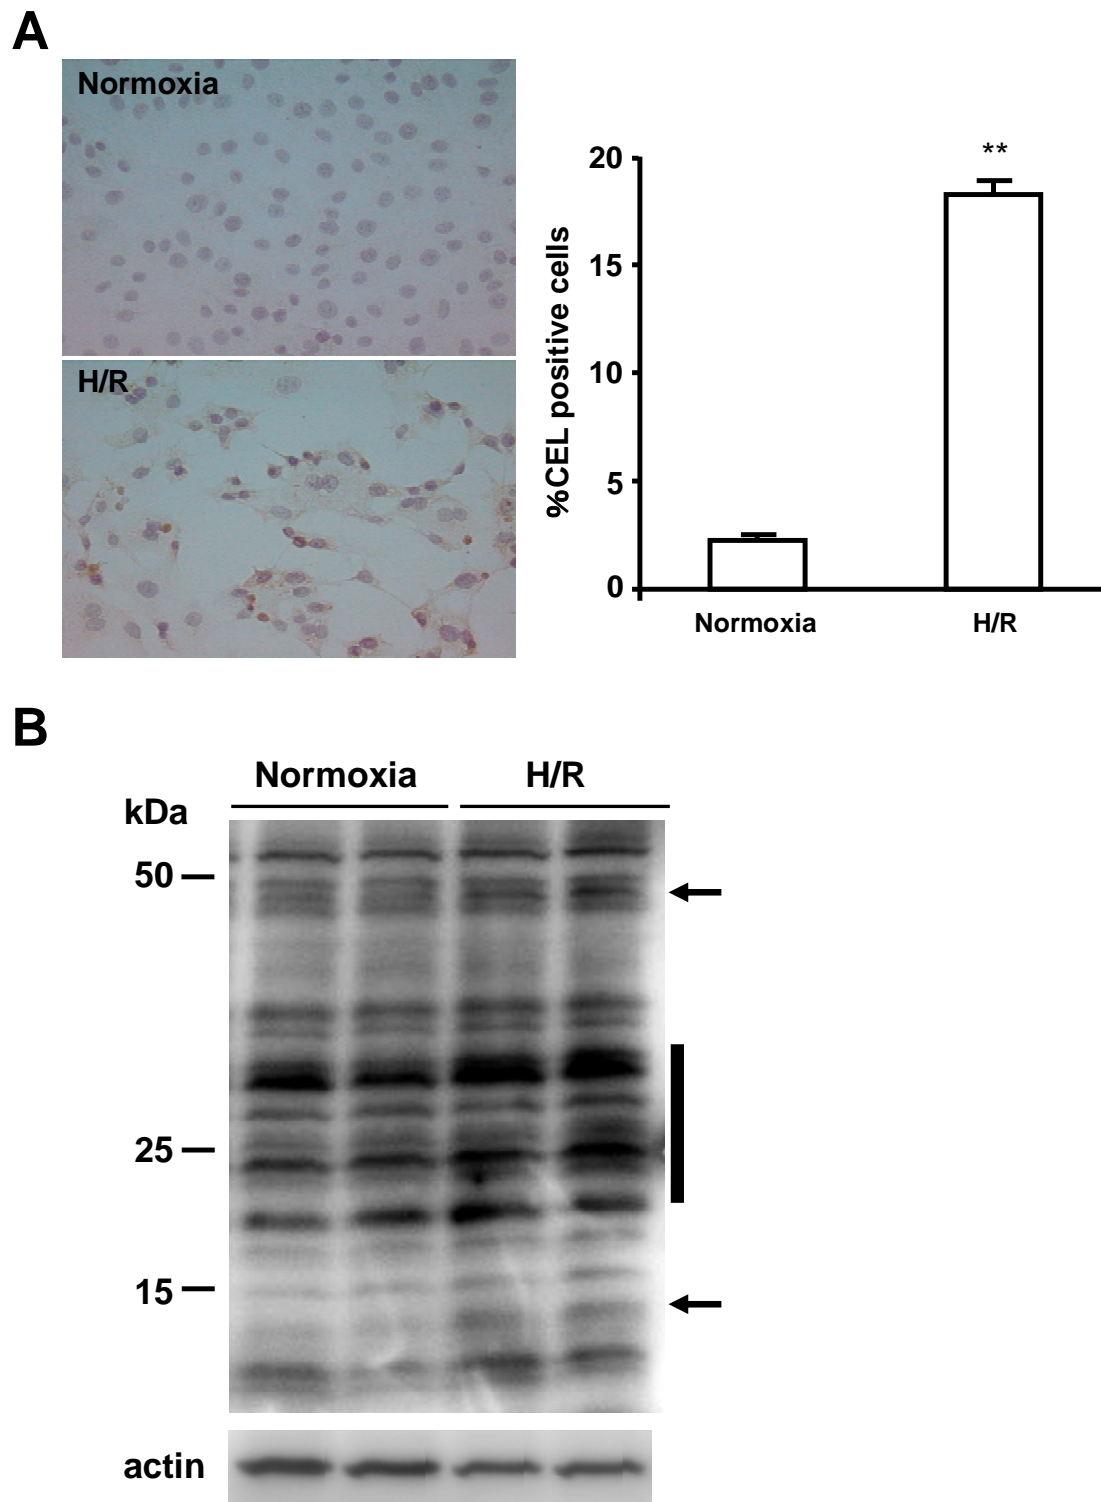 A
Normoxia
H/R
%CEL positive cells
20
15
10
5
0
**
Normoxia
H/R
B
Normoxia
H/R
kDa
50
25
15
actin